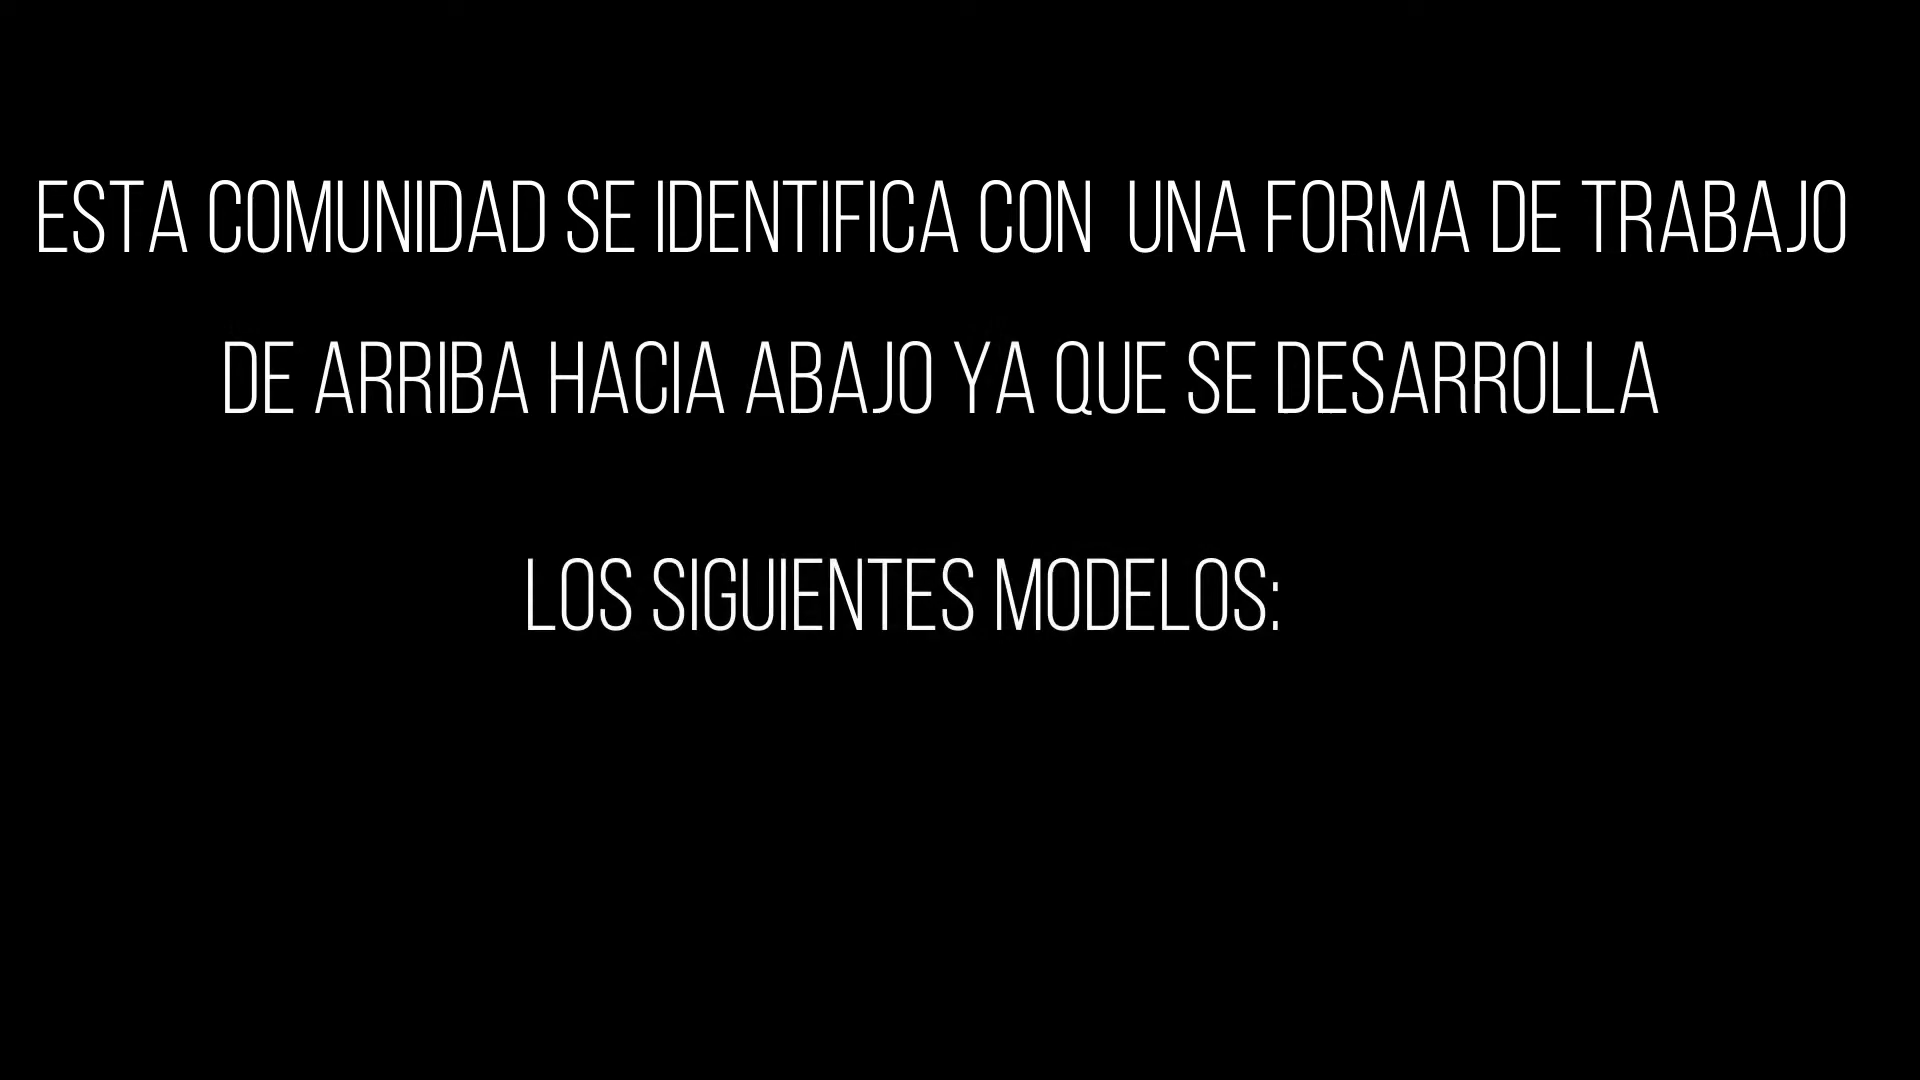 ESTA COMUNIDAD SE IDENTIFICA CON  UNA FORMA DE TRABAJO
DE ARRIBA HACIA ABAJO YA QUE SE DESARROLLA
LOS SIGUIENTES MODELOS: